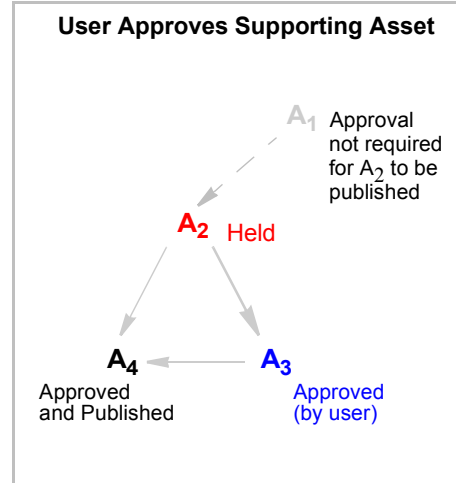 User Approves Supporting Asset
A1 Approval
not required
for A2 to be
published
A2 Held
A4
Approved
and Published
A3
Approved
(by user)